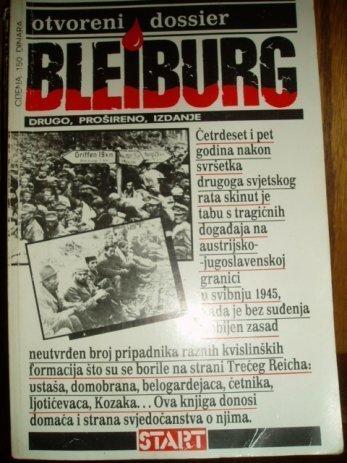 otvoreni dossier
BLEIBURG
DRUGO, PROŠIRENO, IZDANJE
CIJENA 150 DINARA
Griffen 15km
Četrdeset i pet
godina nakon
svršetka
drugoga svjetskog
rata skinut je
tabu s tragičnih
događaja na
austrijsko-
-jugoslavenskoj
granici
u svibnju 1945,
kada je bez suđenja
ubijen zasad
neutvrđen broj pripadnika raznih kvislinških
formacija što su se borile na strani Trećeg Reicha:
ustaša, domobrana, belogardejaca, četnika,
ljotićevaca, Kozaka... Ova knjiga donosi
domaća i strana svjedočanstva o njima.
START